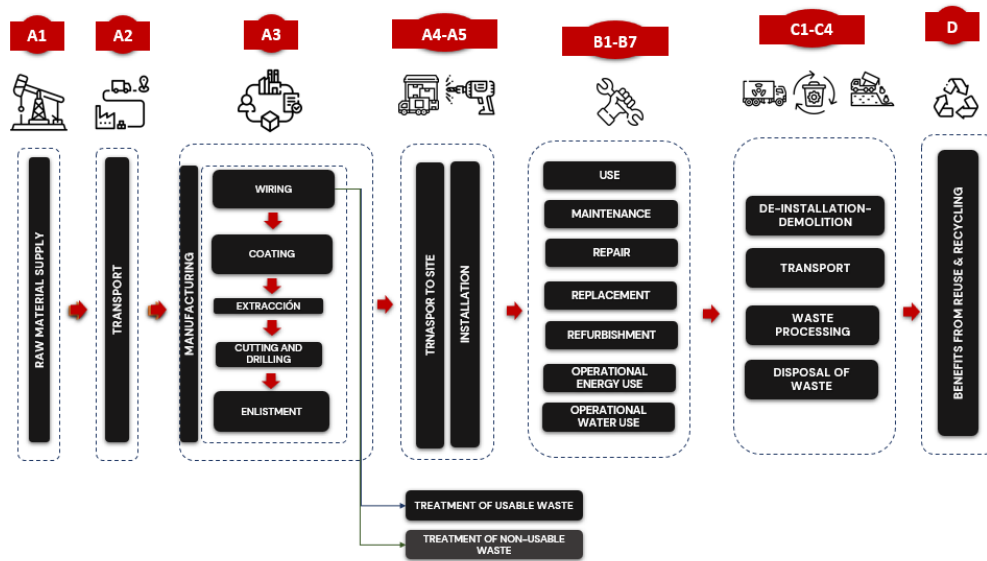 A1
A2
A3
A4-A5
B1-B7
C1-C4
D
RAW MATERIAL SUPPLY
TRANSPORT
MANUFACTURING
WIRING
COATING
EXTRACCIÓN
CUTTING AND
DRILLING
ENLISTMENT
TRNASPOR TO SITE
INSTALLATION
USE
MAINTENANCE
REPAIR
REPLACEMENT
REFURBISHMENT
OPERATIONAL
ENERGY USE
OPERATIONAL
WATER USE
DE-INSTALLATION-
DEMOLITION
TRANSPORT
WASTE
PROCESSING
DISPOSAL OF
WASTE
BENEFITS FROM REUSE & RECYCLING
TREATMENT OF USABLE WASTE
TREATMENT OF NON-USABLE
WASTE